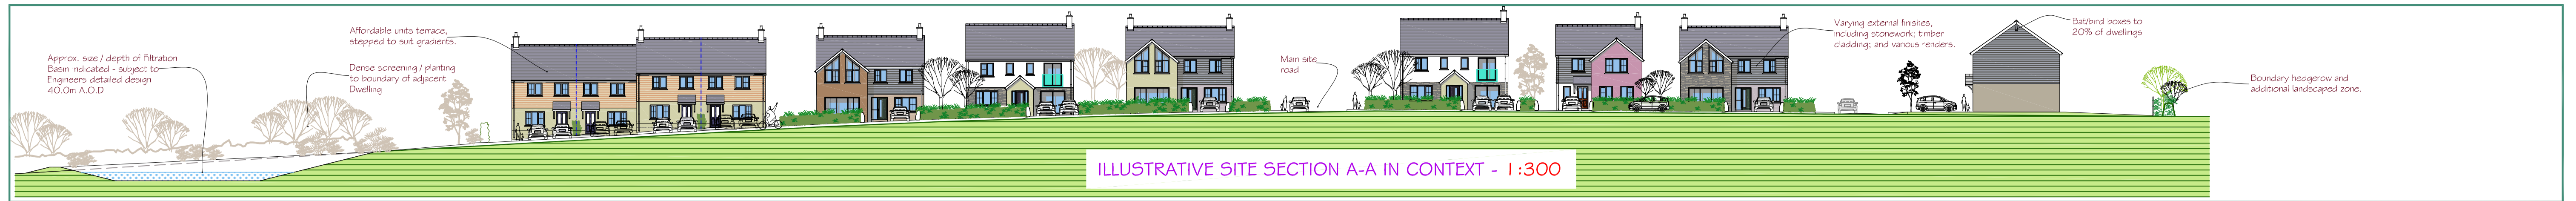 Approx. size / depth of Filtration
Basin indicated - subject to
Engineers detailed design
40.0m A.O.D
Affordable units terrace,
stepped to suit gradients.
Dense screening / planting
to boundary of adjacent
Dwelling
Main site
road
Varying external finishes,
including stonework; timber
cladding; and various renders.
Bat/bird boxes to
20% of dwellings
Boundary hedgerow and
additional landscaped zone.
ILLUSTRATIVE SITE SECTION A-A IN CONTEXT - 1:300